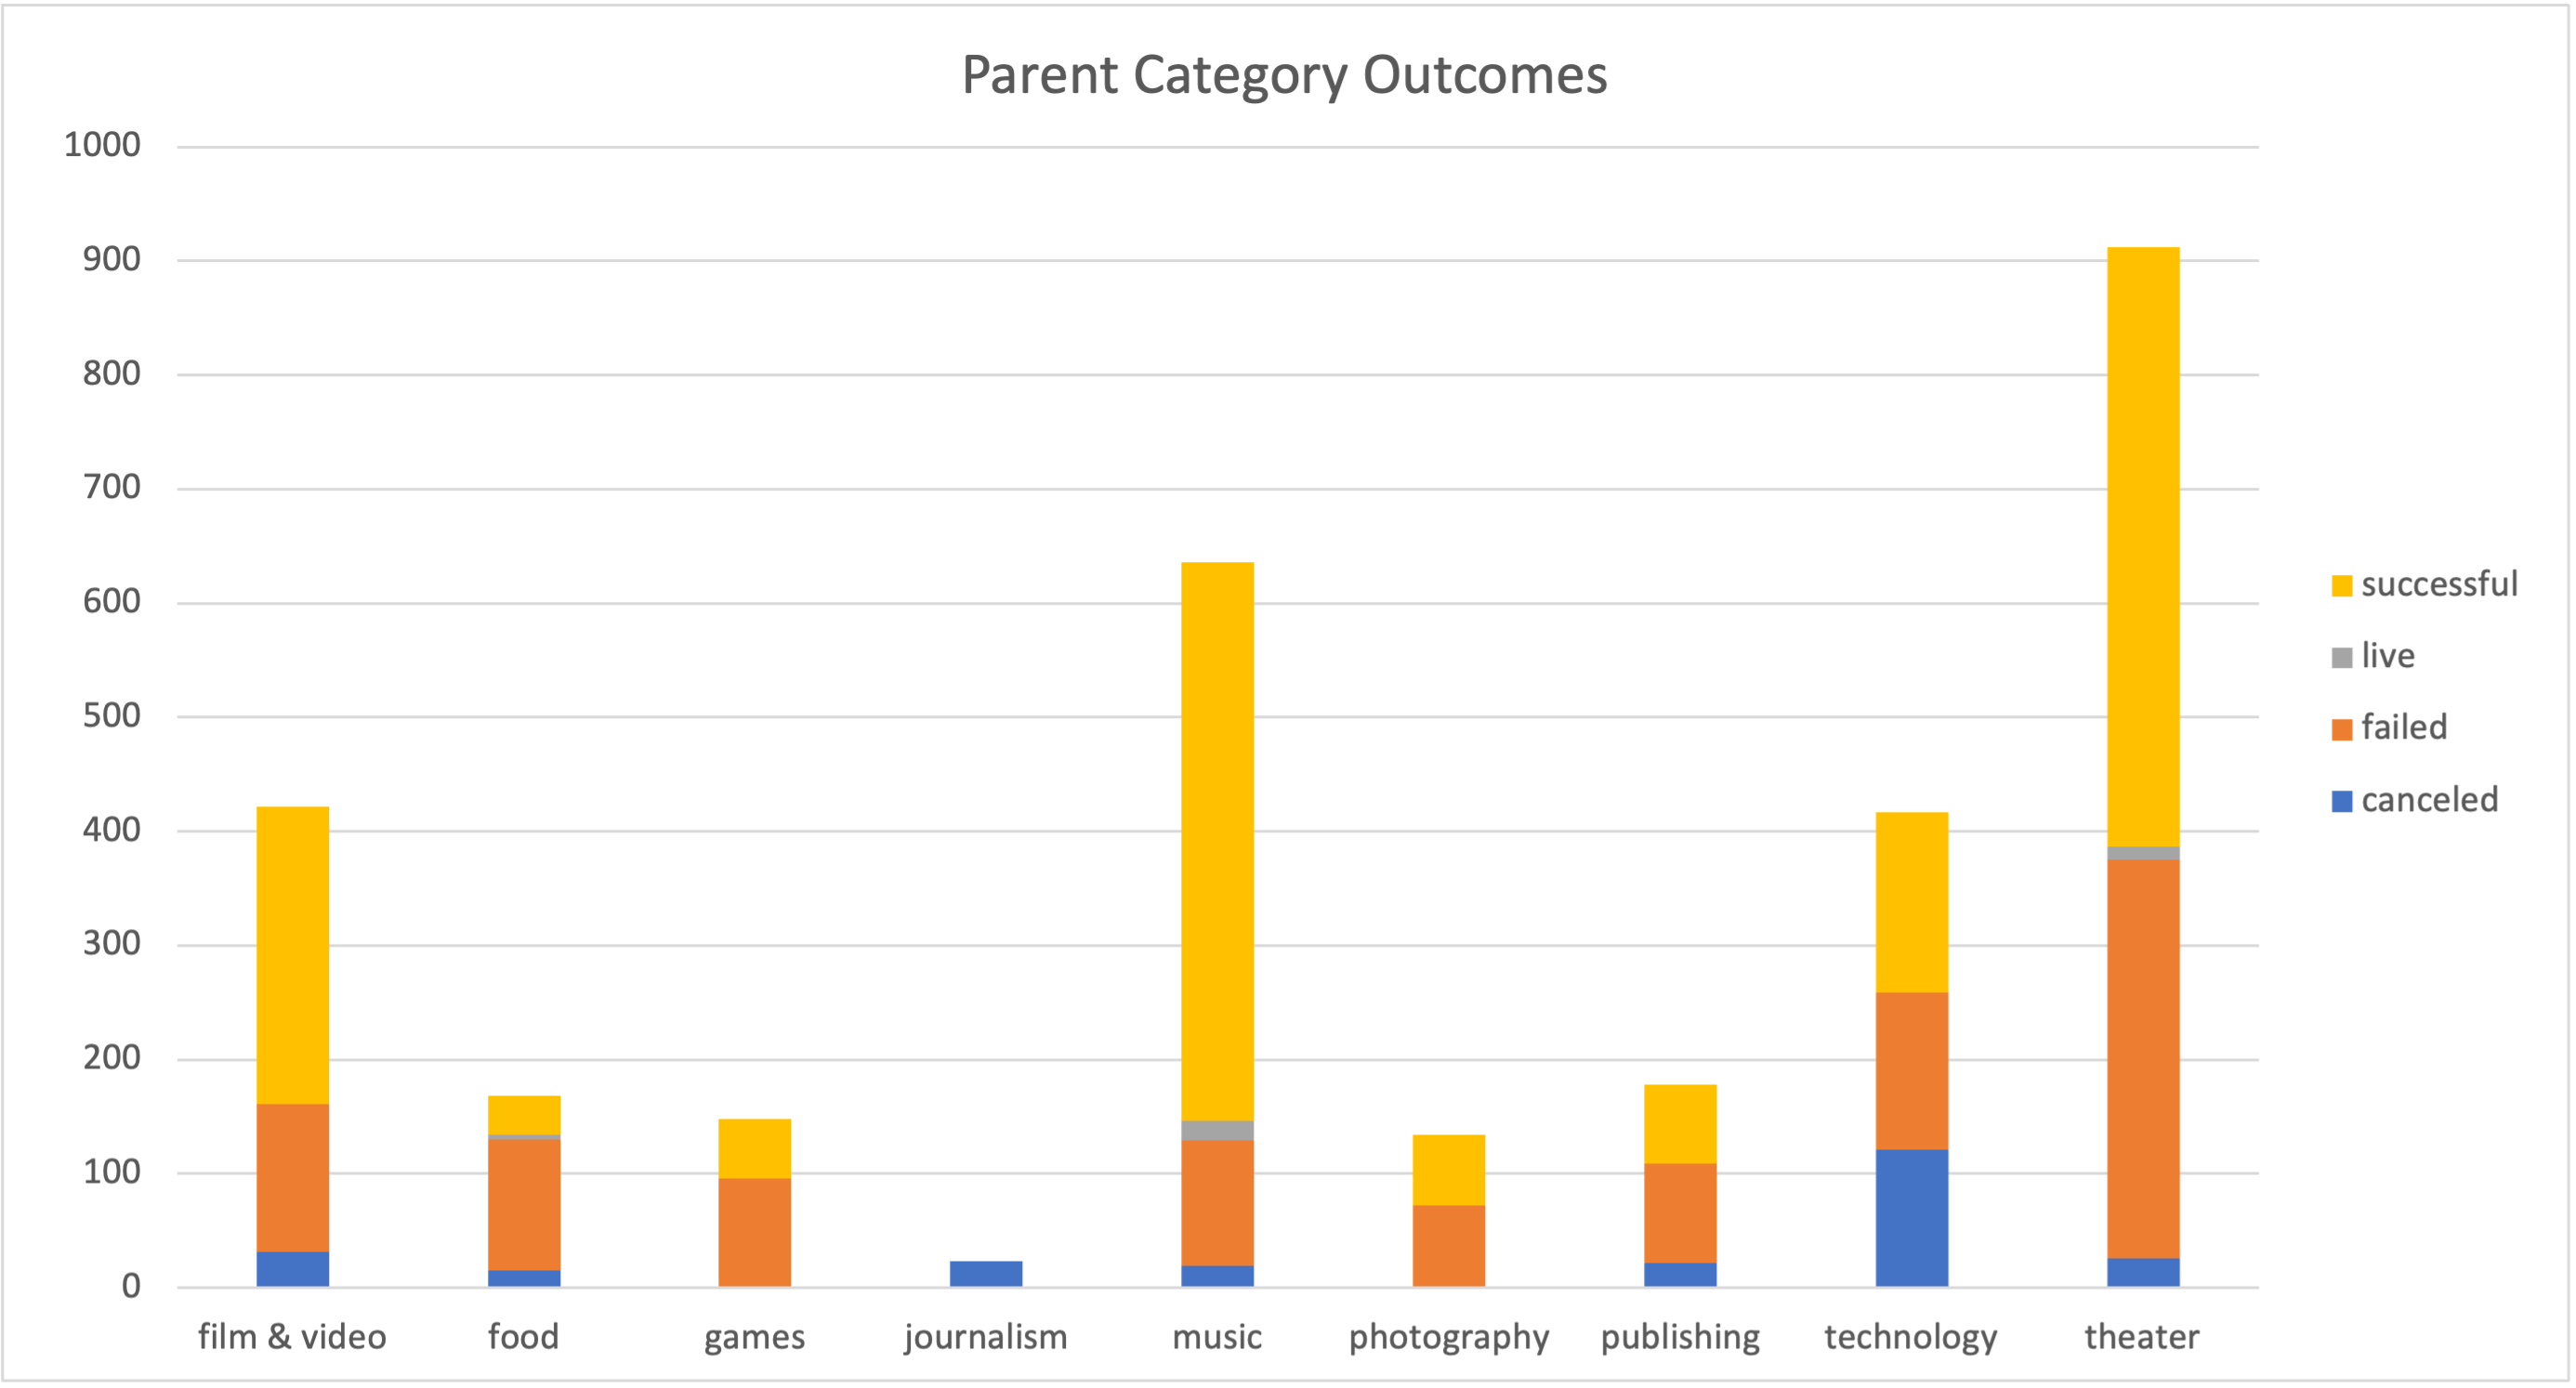 Parent Category Outcomes
1000
900
800
700
600
500
400
300
200
100
0
film & video food games journalism music photography publishing technology theater
successful
live
failed
canceled